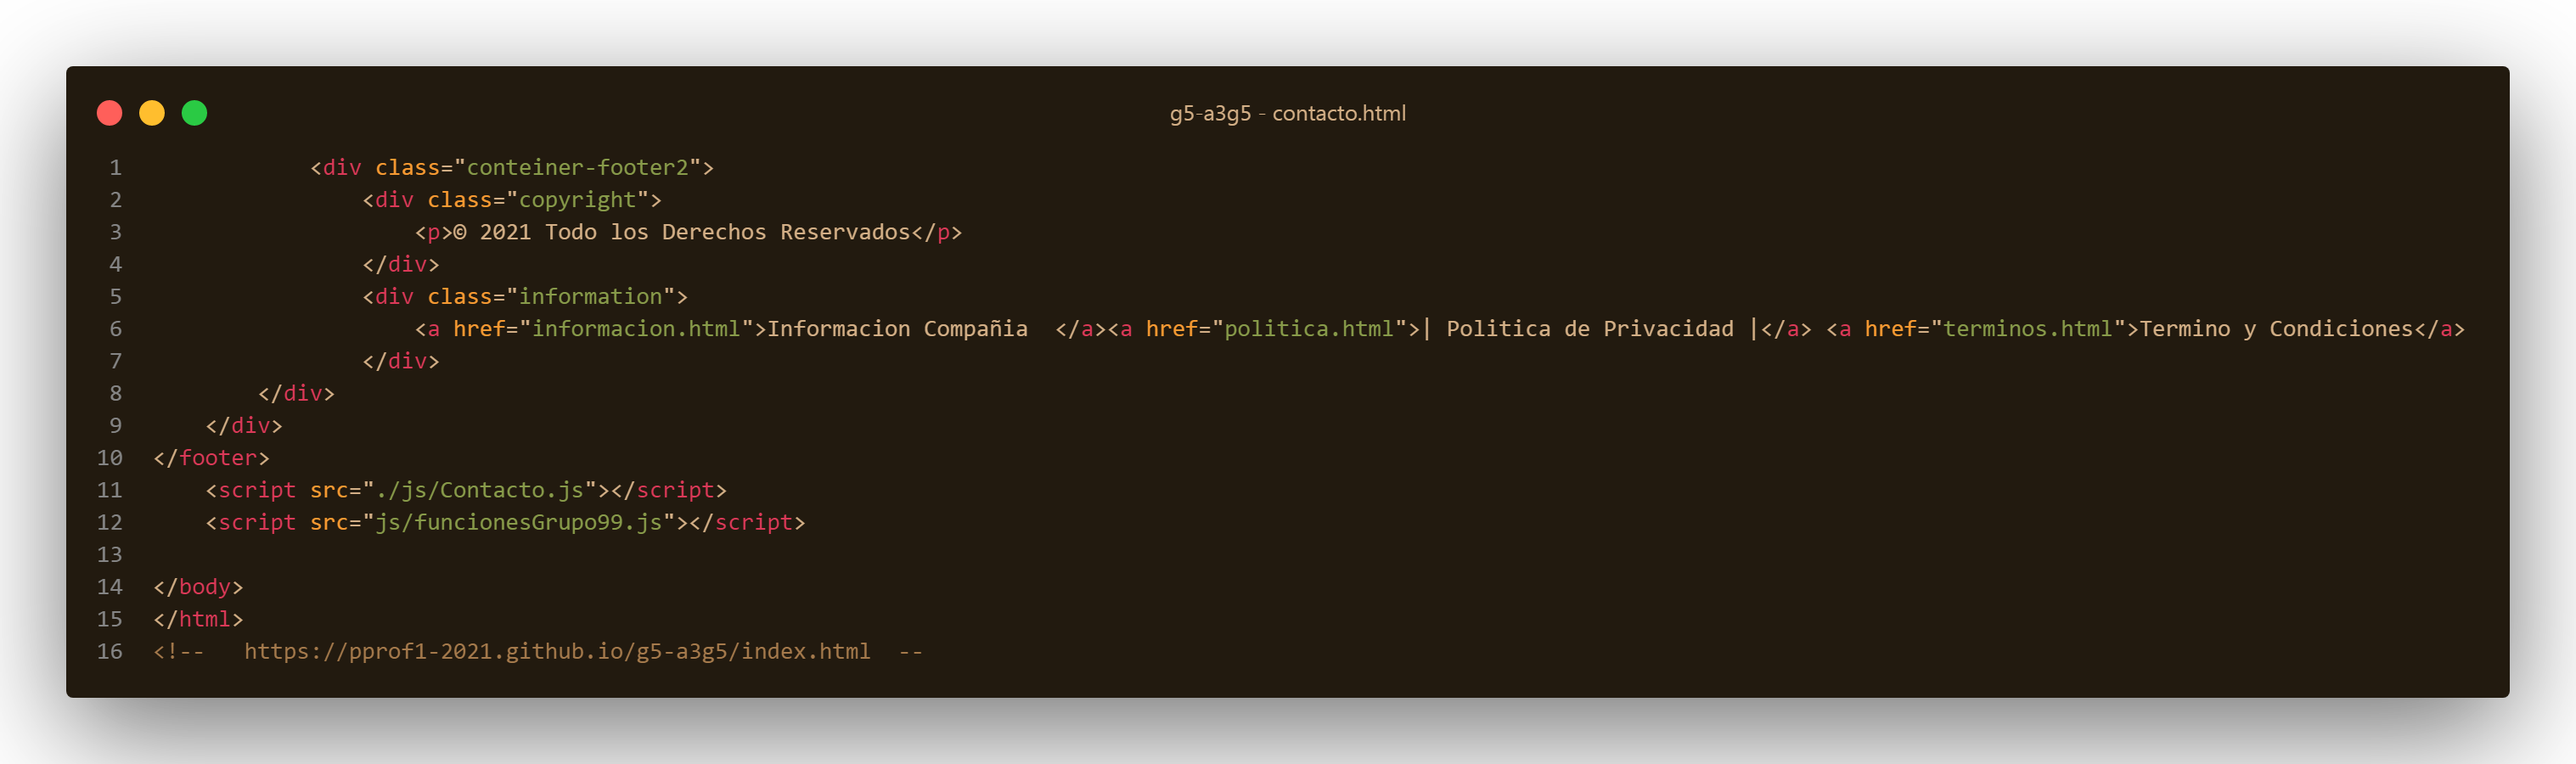 g5-a3g5 - contacto.html
1             <div class="conteiner-footer2">
2                 <div class="copyright">
3                     <p>© 2021 Todo los Derechos Reservados</p>
4                 </div>
5                 <div class="information">
6                     <a href="informacion.html">Informacion Compañia  </a><a href="politica.html">| Politica de Privacidad |</a> <a href="terminos.html">Termino y Condiciones</a>
7                 </div>
8         </div>
9     </div>
10 </footer>
11     <script src="./js/Contacto.js"></script>
12     <script src="js/funcionesGrupo99.js"></script>
13
14 </body>
15 </html>
16 <!--   https://pprof1-2021.github.io/g5-a3g5/index.html  --